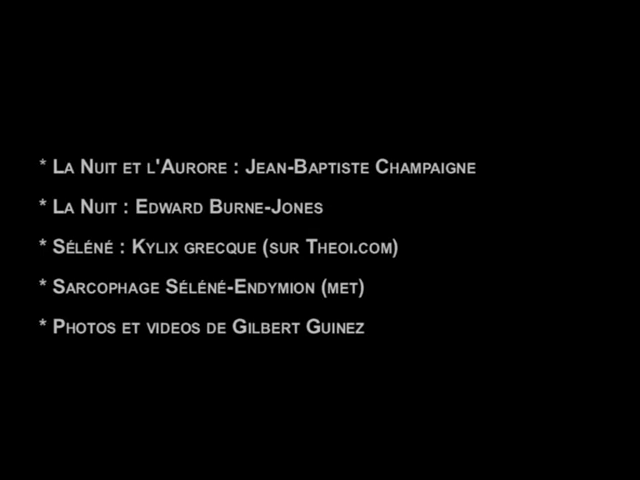 * La Nuit et l'Aurore : Jean-Baptiste Champaigne
* La Nuit : Edward Burne-Jones
* Séléné : Kylix grecque (sur Theoi.com)
* Sarcophage Séléné-Endymion (met)
* Photos et videos de Gilbert Guinez